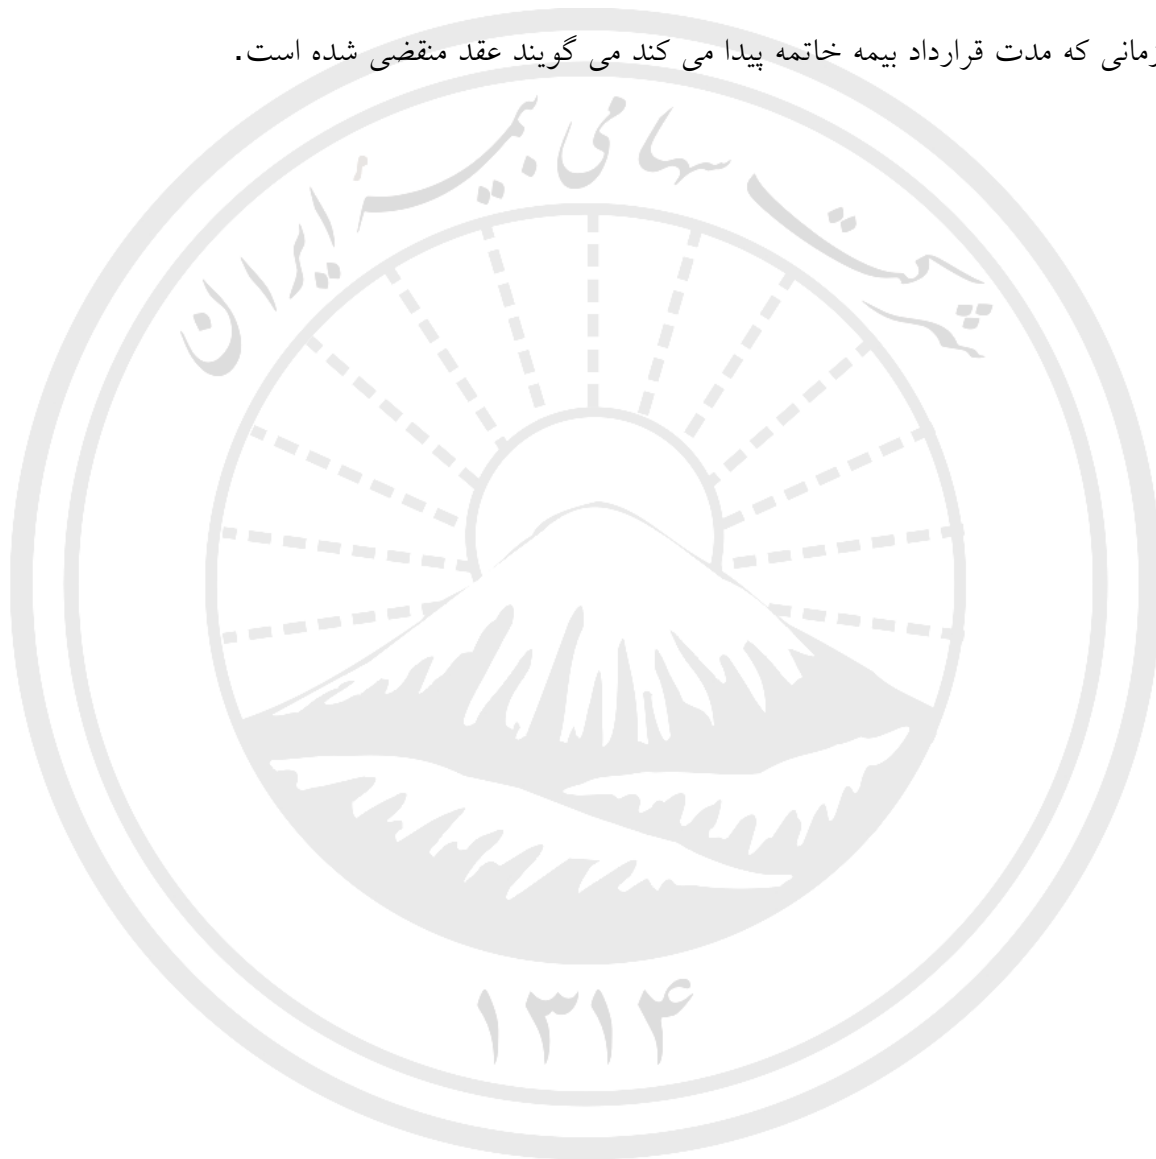 زمانی که مدت قرارداد بیمه خاتمه پیدا می کند می گویند عقد منقضی شده است.
شرکت سهامی بیمهٔ ایران
۱۳۱۴